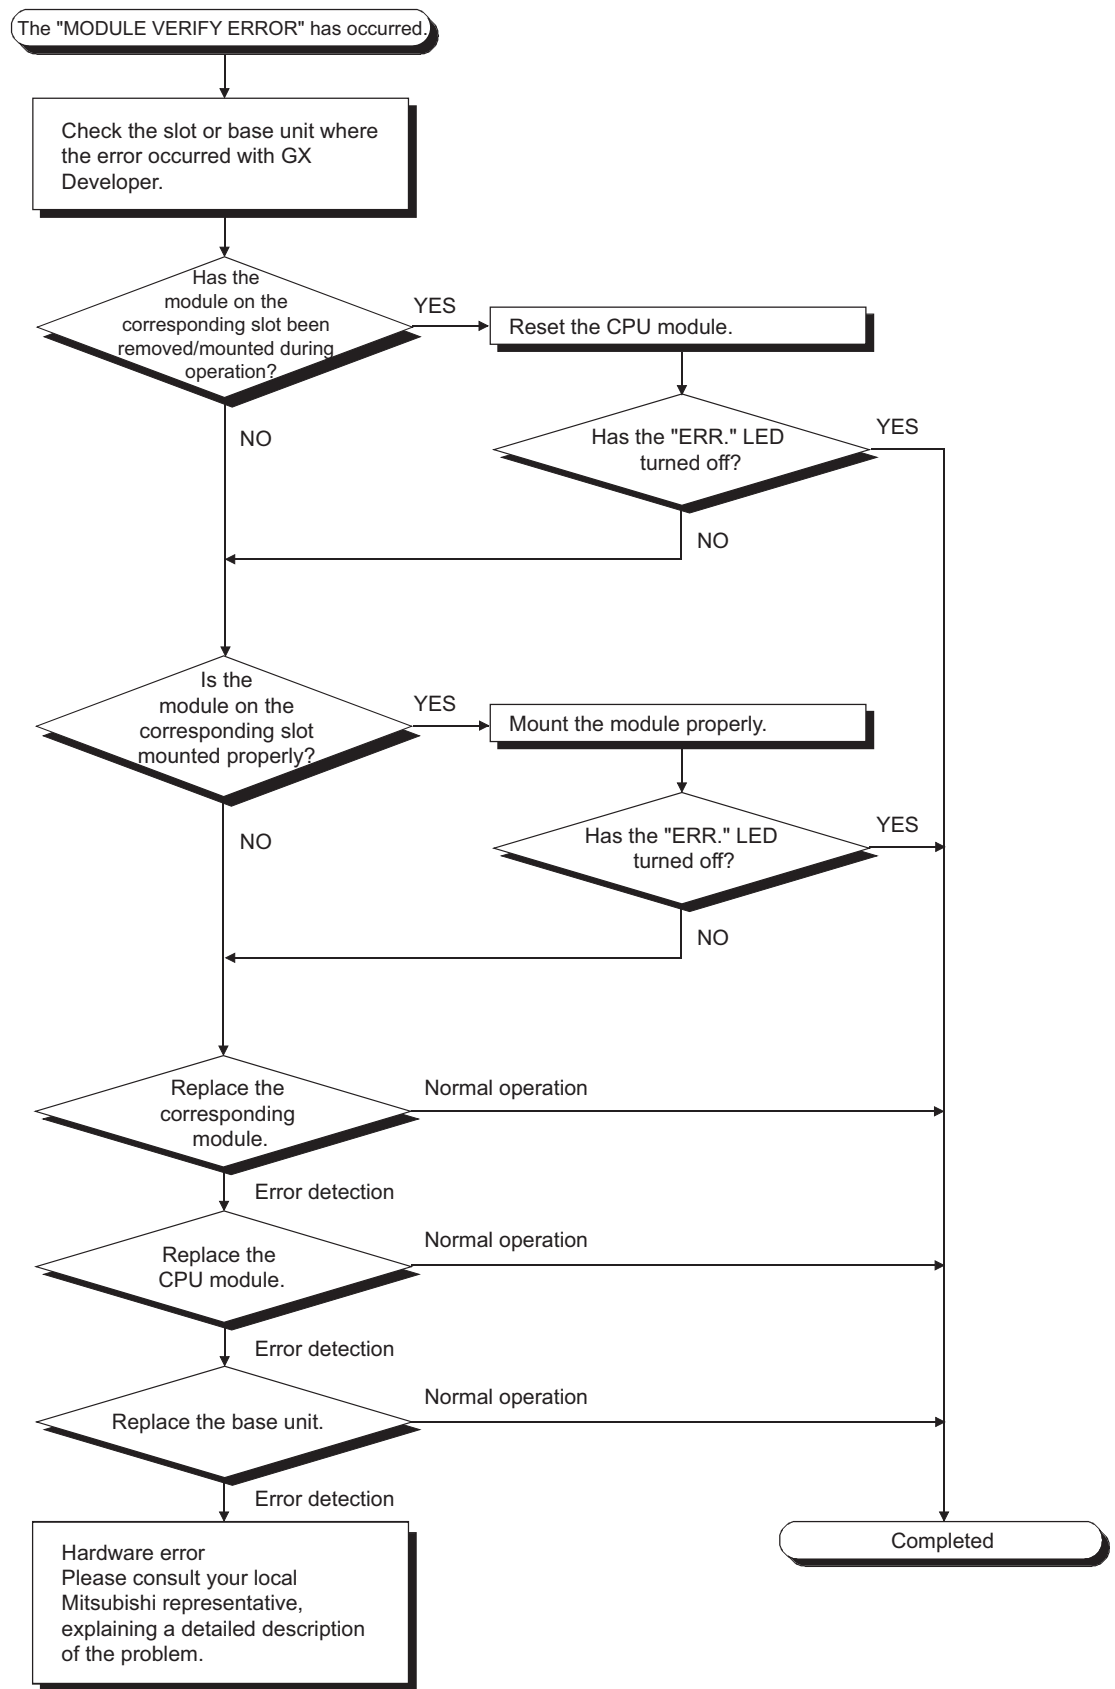 The "MODULE VERIFY ERROR" has occurred.
Check the slot or base unit where
the error occurred with GX
Developer.
Has the
module on the
corresponding slot been
removed/mounted during
operation?
YES
Reset the CPU module.
NO
Has the "ERR." LED
turned off?
YES
NO
Is the
module on the
corresponding slot
mounted properly?
YES
Mount the module properly.
NO
Has the "ERR." LED
turned off?
YES
NO
Replace the
corresponding
module.
Normal operation
Error detection
Replace the
CPU module.
Normal operation
Error detection
Replace the base unit.
Normal operation
Error detection
Hardware error
Please consult your local
Mitsubishi representative,
explaining a detailed description
of the problem.
Completed